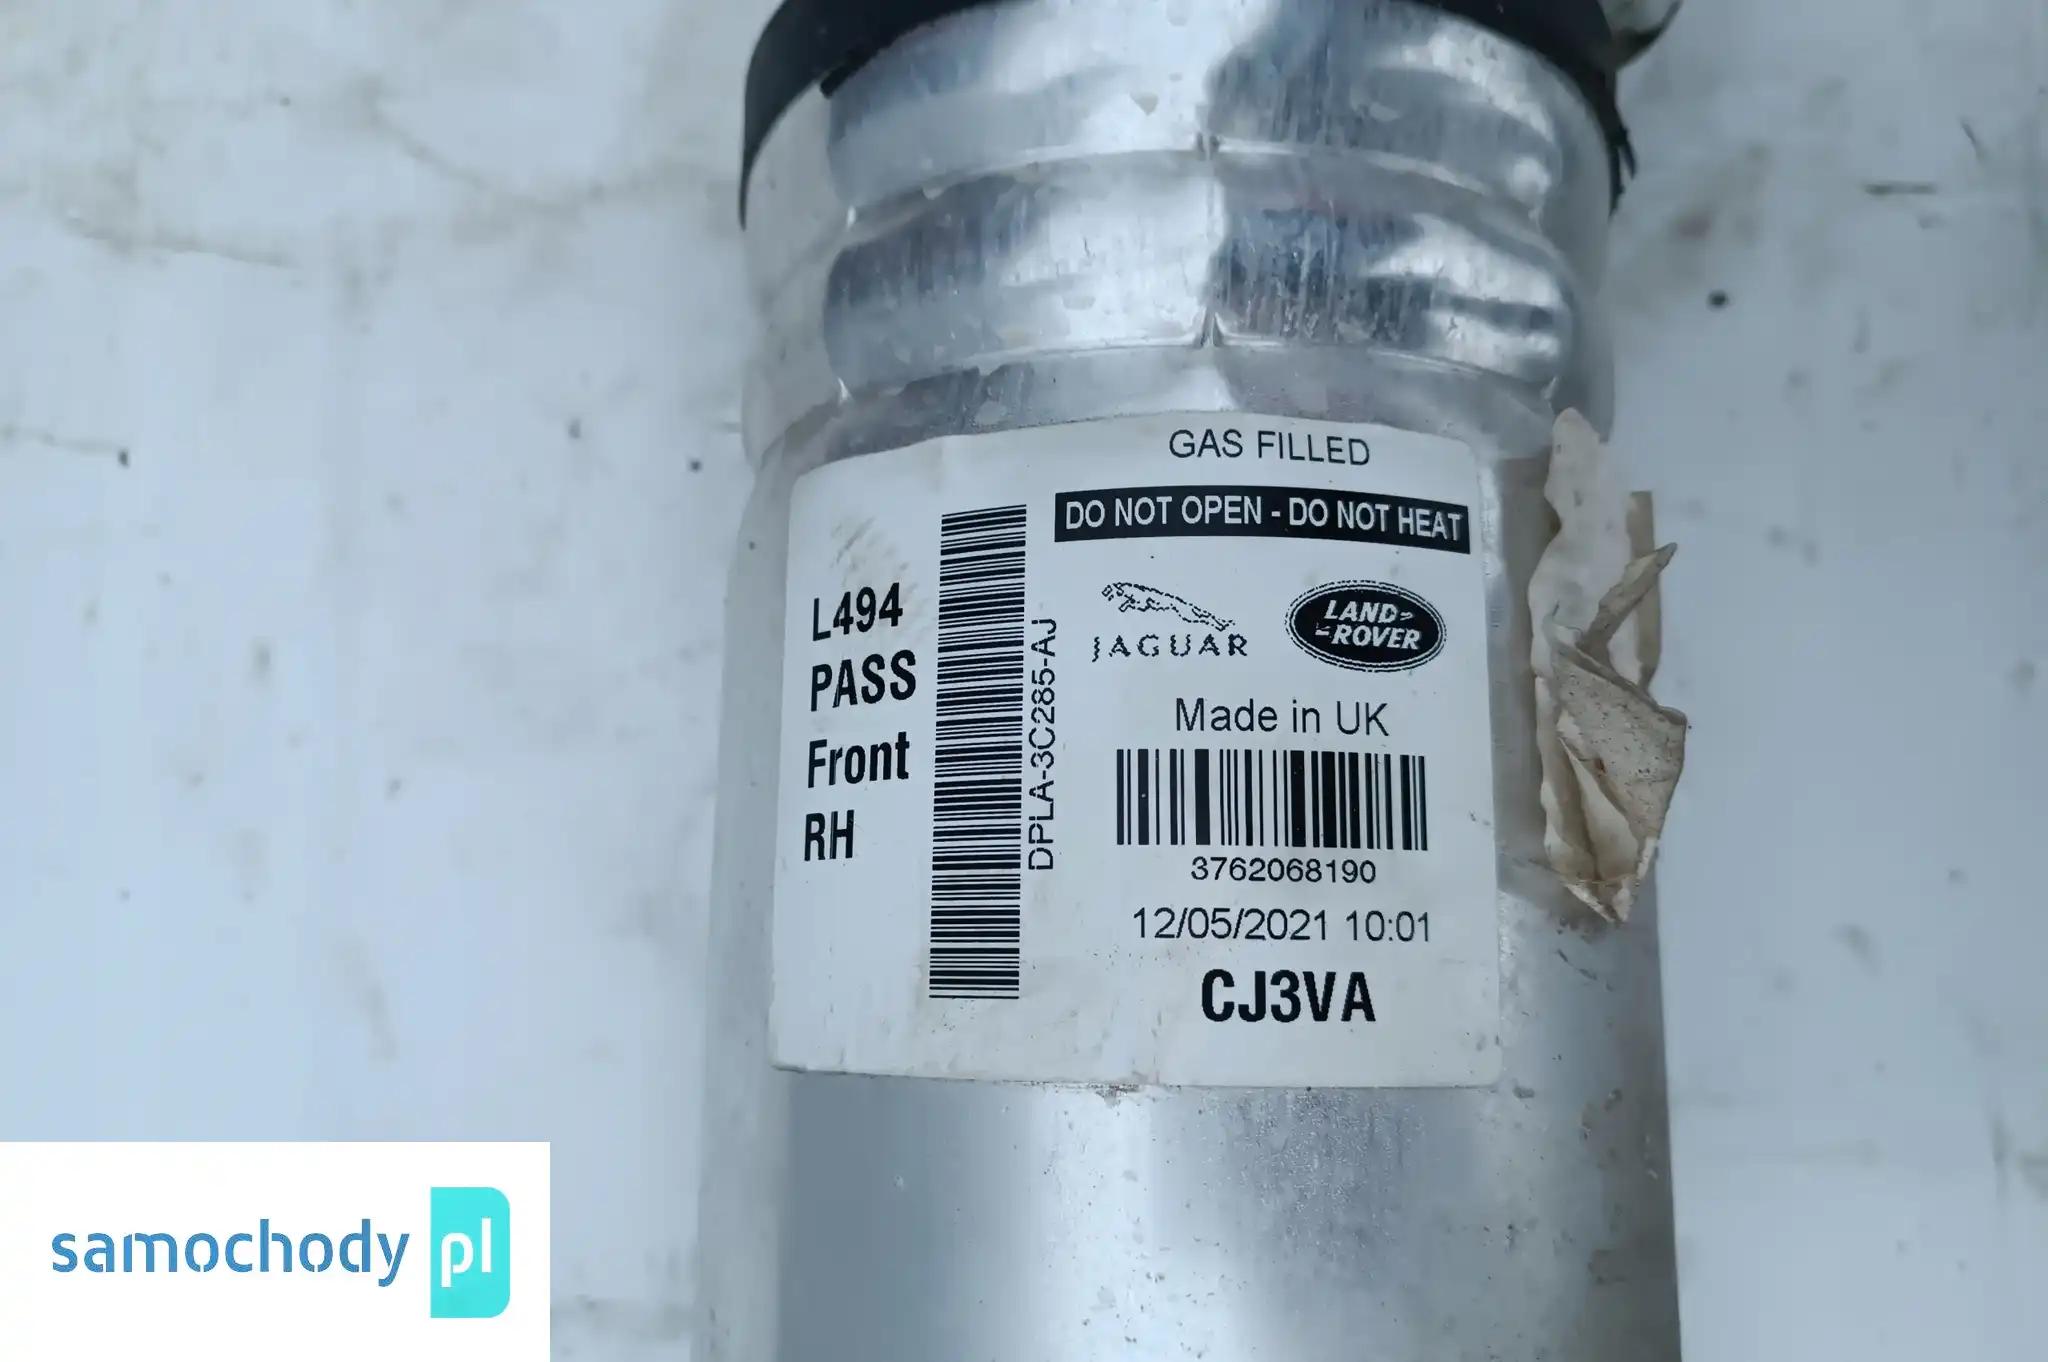 GAS FILLED
DO NOT OPEN - DO NOT HEAT
L494
PASS
Front
RH
DPLA-3C285-AJ
JAGUAR
LAND
ROVER
Made in UK
3762068190
12/05/2021 10:01
CJ3VA
samochody pl